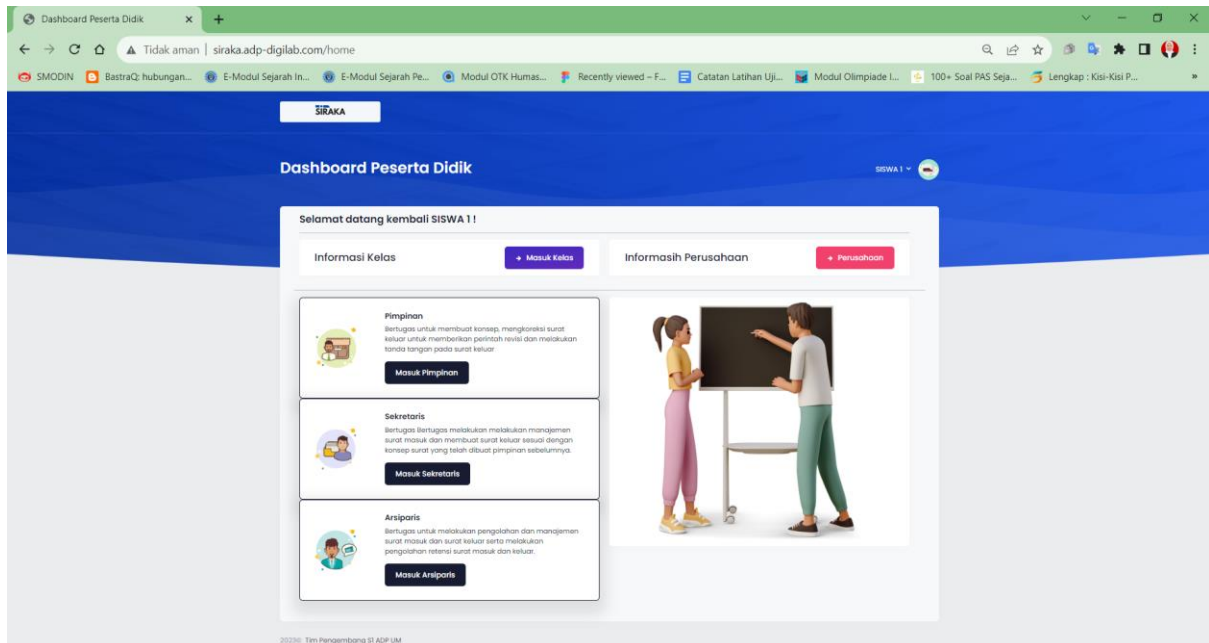 Dashboard Peserta Didik
Tidak aman | siraka.adp-digilab.com/home
SMODIN BastraQ: hubungan... E-Modul Sejarah In... E-Modul Sejarah Pe... Modul OTK Humas... Recently viewed – F... Catatan Latihan Uji... Modul Olimpiade I... 100+ Soal PAS Seja... Lengkap : Kisi-Kisi P... »
SIRAKA
Dashboard Peserta Didik
SISWA 1
Selamat datang kembali SISWA 1 !
Informasi Kelas
Masuk Kelas
Informasih Perusahaan
Perusahaan
Pimpinan
Bertugas untuk membuat konsep, mengkoreksi surat
keluar untuk memberikan perintah revisi dan melakukan
tanda tangan pada surat keluar
Masuk Pimpinan
Sekretaris
Bertugas Bertugas melakukan melakukan manajemen
surat masuk dan membuat surat keluar sesuai dengan
konsep surat yang telah dibuat pimpinan sebelumnya.
Masuk Sekretaris
Arsiparis
Bertugas untuk melakukan pengolahan dan manajemen
surat masuk dan surat keluar serta melakukan
pengolahan retensi surat masuk dan keluar.
Masuk Arsiparis
Tim Pengembang S1 ADP UM